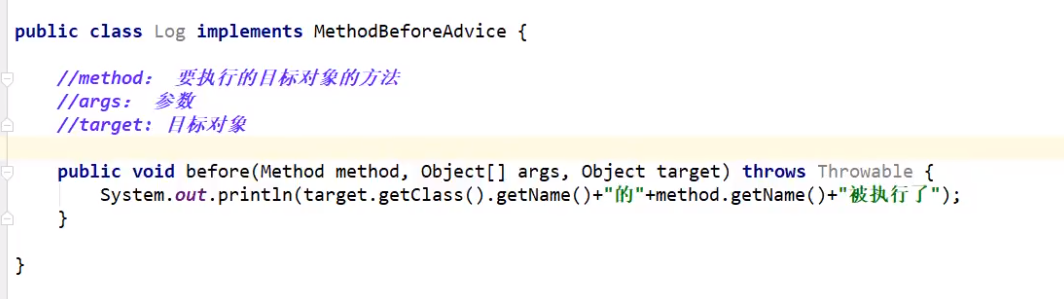 public class Log implements MethodBeforeAdvice {
//method： 要执行的目标对象的方法
//args： 参数
//target: 目标对象
public void before(Method method, Object[] args, Object target) throws Throwable {
System.out.println(target.getClass().getName()+"的"+method.getName()+"被执行了");
}
}